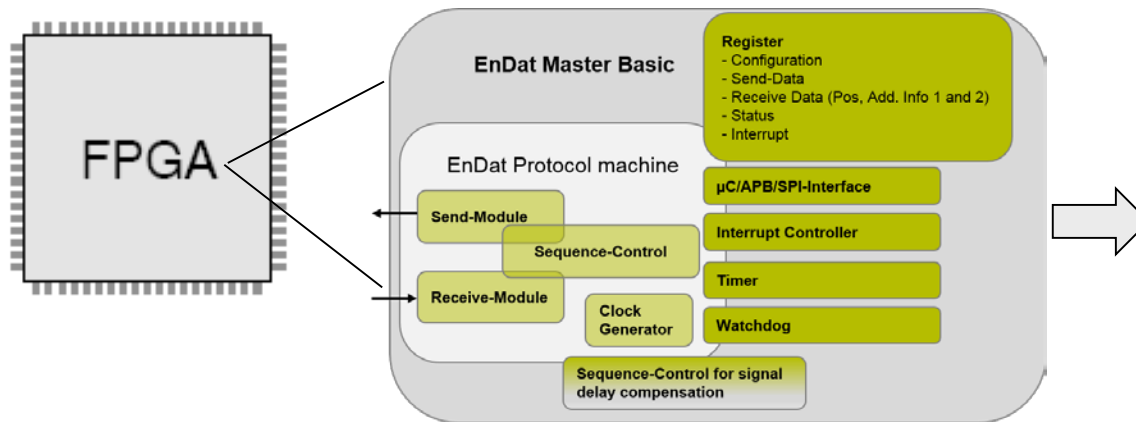 FPGA
EnDat Master Basic
Register
- Configuration
- Send-Data
- Receive Data (Pos, Add. Info 1 and 2)
- Status
- Interrupt
EnDat Protocol machine
Send-Module
Sequence-Control
Receive-Module
Clock
Generator
µC/APB/SPI-Interface
Interrupt Controller
Timer
Watchdog
Sequence-Control for signal
delay compensation